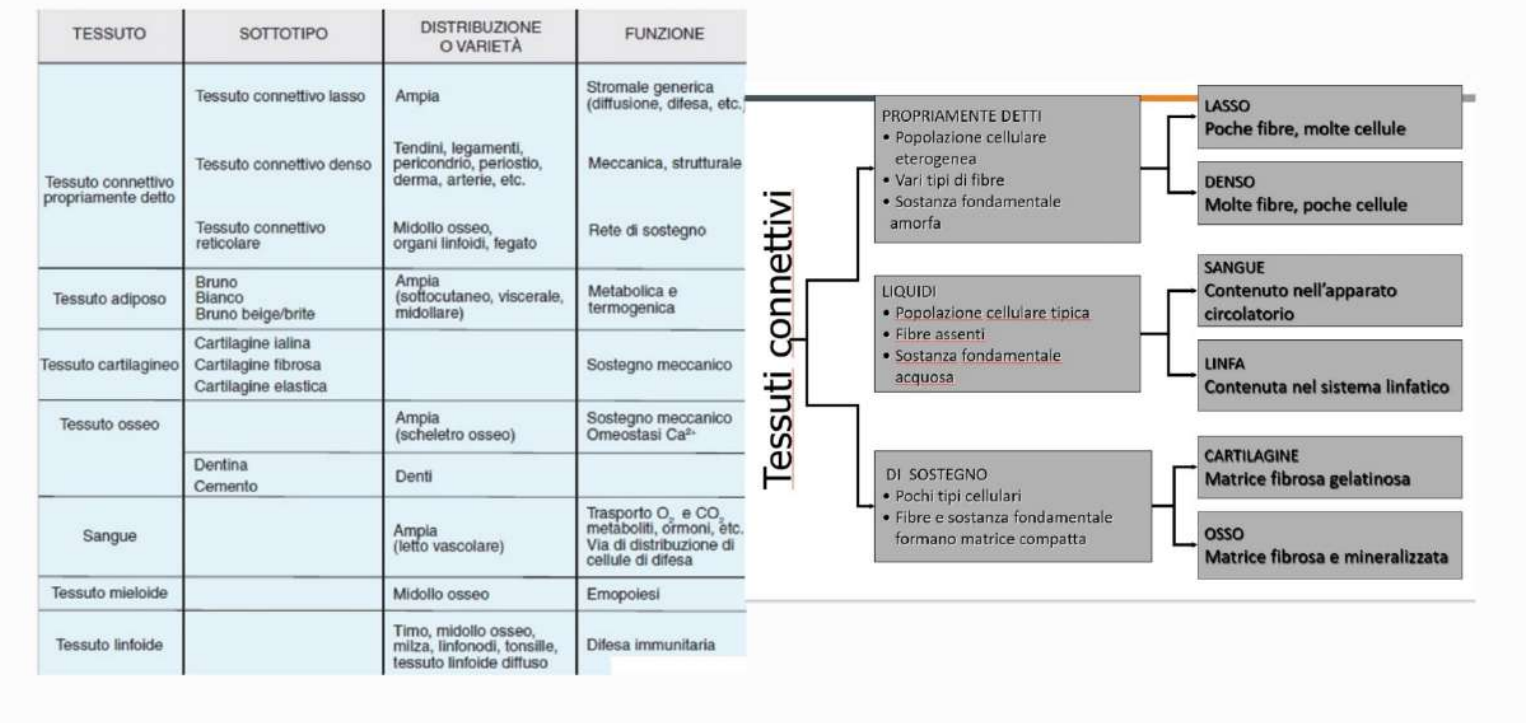 TESSUTO
SOTTOTIPO
DISTRIBUZIONE
O VARIETÀ
FUNZIONE
Tessuto connettivo
propriamente detto
Tessuto connettivo lasso
Ampia
Stromale generica
(diffusione, difesa, etc.)
Tessuto connettivo denso
Tendini, legamenti,
pericondrio, periostio,
derma, arterie, etc.
Meccanica, strutturale
Tessuto connettivo
reticolare
Midollo osseo,
organi linfoidi, fegato
Rete di sostegno
Tessuto adiposo
Bruno
Bianco
Bruno beige/brite
Ampia
(sottocutaneo, viscerale,
midollare)
Metabolica e
termogenica
Tessuto cartilagineo
Cartilagine ialina
Cartilagine fibrosa
Cartilagine elastica
Sostegno meccanico
Tessuto osseo
Ampia
(scheletro osseo)
Sostegno meccanico
Omeostasi Ca²⁺
Dentina
Cemento
Denti
Sangue
Ampia
(letto vascolare)
Trasporto O₂ e CO₂
metaboliti, ormoni, etc.
Via di distribuzione di
cellule di difesa
Tessuto mieloide
Midollo osseo
Emopoiesi
Tessuto linfoide
Timo, midollo osseo,
milza, linfonodi, tonsille,
tessuto linfoide diffuso
Difesa immunitaria
Tessuti connettivi
PROPRIAMENTE DETTI
• Popolazione cellulare
eterogenea
• Vari tipi di fibre
• Sostanza fondamentale
amorfa
LASSO
Poche fibre, molte cellule
DENSO
Molte fibre, poche cellule
LIQUIDI
• Popolazione cellulare tipica
• Fibre assenti
• Sostanza fondamentale
acquosa
SANGUE
Contenuto nell'apparato
circolatorio
LINFA
Contenuta nel sistema linfatico
DI SOSTEGNO
• Pochi tipi cellulari
• Fibre e sostanza fondamentale
formano matrice compatta
CARTILAGINE
Matrice fibrosa gelatinosa
OSSO
Matrice fibrosa e mineralizzata